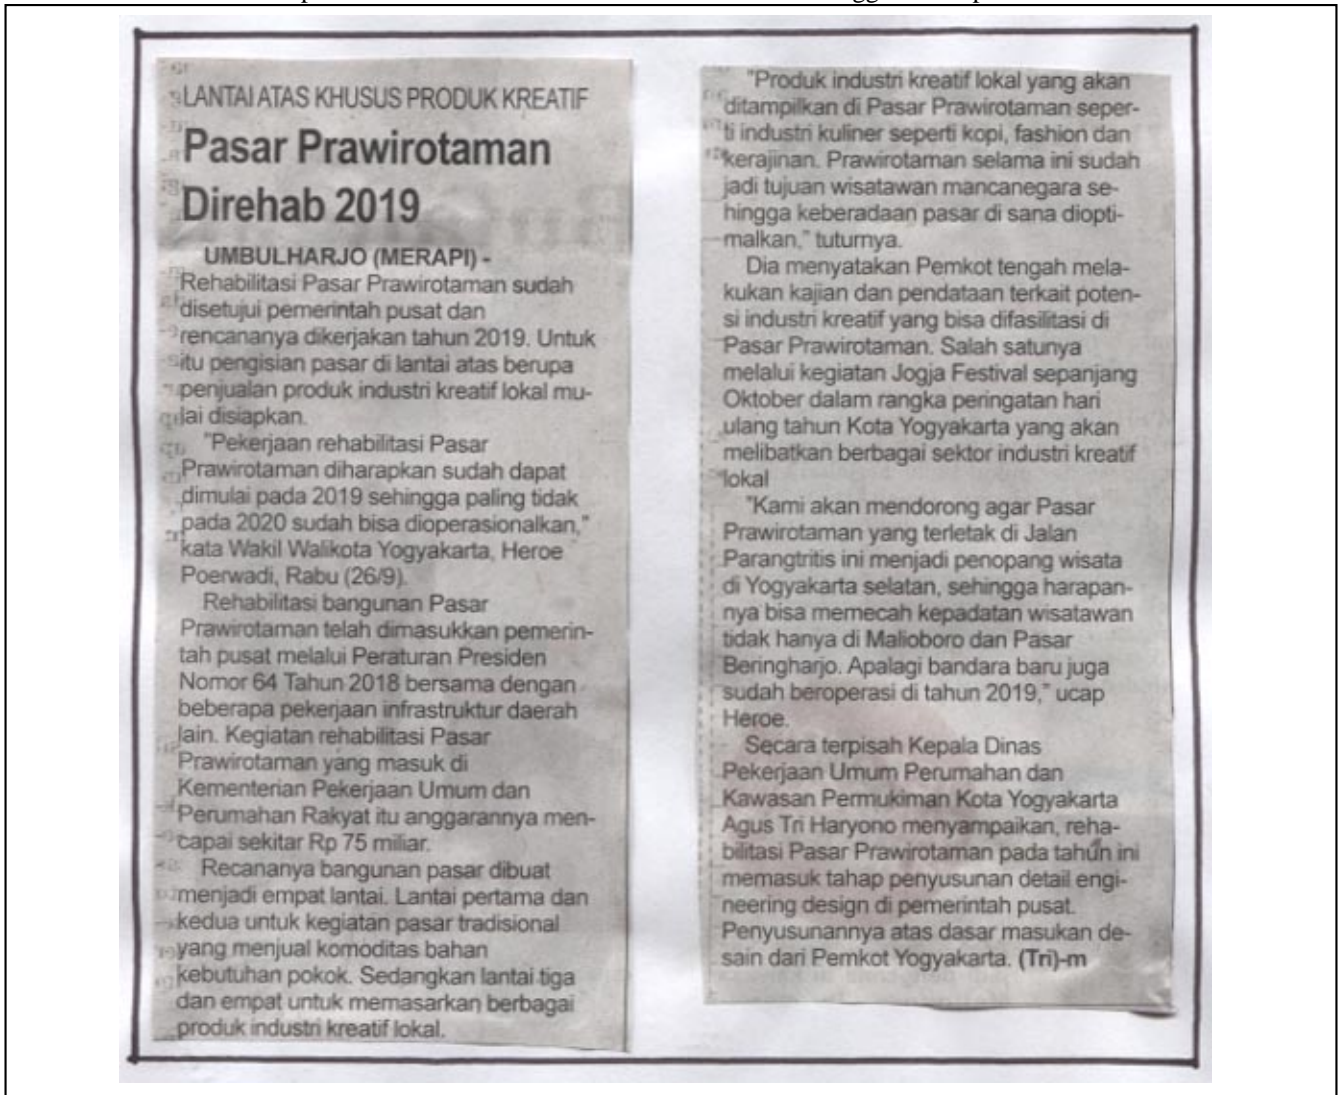 LANTAI ATAS KHUSUS PRODUK KREATIF
Pasar Prawirotaman
Direhab 2019
UMBULHARJO (MERAPI) -
Rehabilitasi Pasar Prawirotaman sudah
disetujui pemerintah pusat dan
rencananya dikerjakan tahun 2019. Untuk
itu pengisian pasar di lantai atas berupa
penjualan produk industri kreatif lokal mu-
lai disiapkan.
"Pekerjaan rehabilitasi Pasar
Prawirotaman diharapkan sudah dapat
dimulai pada 2019 sehingga paling tidak
pada 2020 sudah bisa dioperasionalkan,"
kata Wakil Walikota Yogyakarta, Heroe
Poerwadi, Rabu (26/9).
Rehabilitasi bangunan Pasar
Prawirotaman telah dimasukkan pemerin-
tah pusat melalui Peraturan Presiden
Nomor 64 Tahun 2018 bersama dengan
beberapa pekerjaan infrastruktur daerah
lain. Kegiatan rehabilitasi Pasar
Prawirotaman yang masuk di
Kementerian Pekerjaan Umum dan
Perumahan Rakyat itu anggarannya men-
capai sekitar Rp 75 miliar.
Recananya bangunan pasar dibuat
menjadi empat lantai. Lantai pertama dan
kedua untuk kegiatan pasar tradisional
yang menjual komoditas bahan
kebutuhan pokok. Sedangkan lantai tiga
dan empat untuk memasarkan berbagai
produk industri kreatif lokal.
"Produk industri kreatif lokal yang akan
ditampilkan di Pasar Prawirotaman seper-
ti industri kuliner seperti kopi, fashion dan
kerajinan. Prawirotaman selama ini sudah
jadi tujuan wisatawan mancanegara se-
hingga keberadaan pasar di sana diopti-
malkan," tuturnya.
Dia menyatakan Pemkot tengah mela-
kukan kajian dan pendataan terkait poten-
si industri kreatif yang bisa difasilitasi di
Pasar Prawirotaman. Salah satunya
melalui kegiatan Jogja Festival sepanjang
Oktober dalam rangka peringatan hari
ulang tahun Kota Yogyakarta yang akan
melibatkan berbagai sektor industri kreatif
lokal
"Kami akan mendorong agar Pasar
Prawirotaman yang terletak di Jalan
Parangtritis ini menjadi penopang wisata
di Yogyakarta selatan, sehingga harapan-
nya bisa memecah kepadatan wisatawan
tidak hanya di Malioboro dan Pasar
Beringharjo. Apalagi bandara baru juga
sudah beroperasi di tahun 2019," ucap
Heroe.
Secara terpisah Kepala Dinas
Pekerjaan Umum Perumahan dan
Kawasan Permukiman Kota Yogyakarta
Agus Tri Haryono menyampaikan, reha-
bilitasi Pasar Prawirotaman pada tahun ini
memasuk tahap penyusunan detail engi-
neering design di pemerintah pusat.
Penyusunannya atas dasar masukan de-
sain dari Pemkot Yogyakarta. (Tri)-m